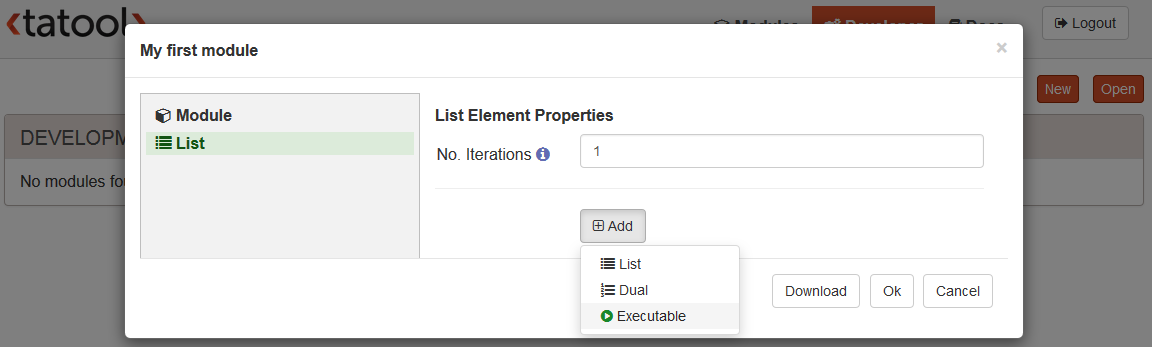 ‹tatool›
Modules
Developer
Docs
Logout
My first module
×
New
Open
Module
List Element Properties
List
No. Iterations
1
No modules fo
Add
List
Dual
Executable
Download
Ok
Cancel